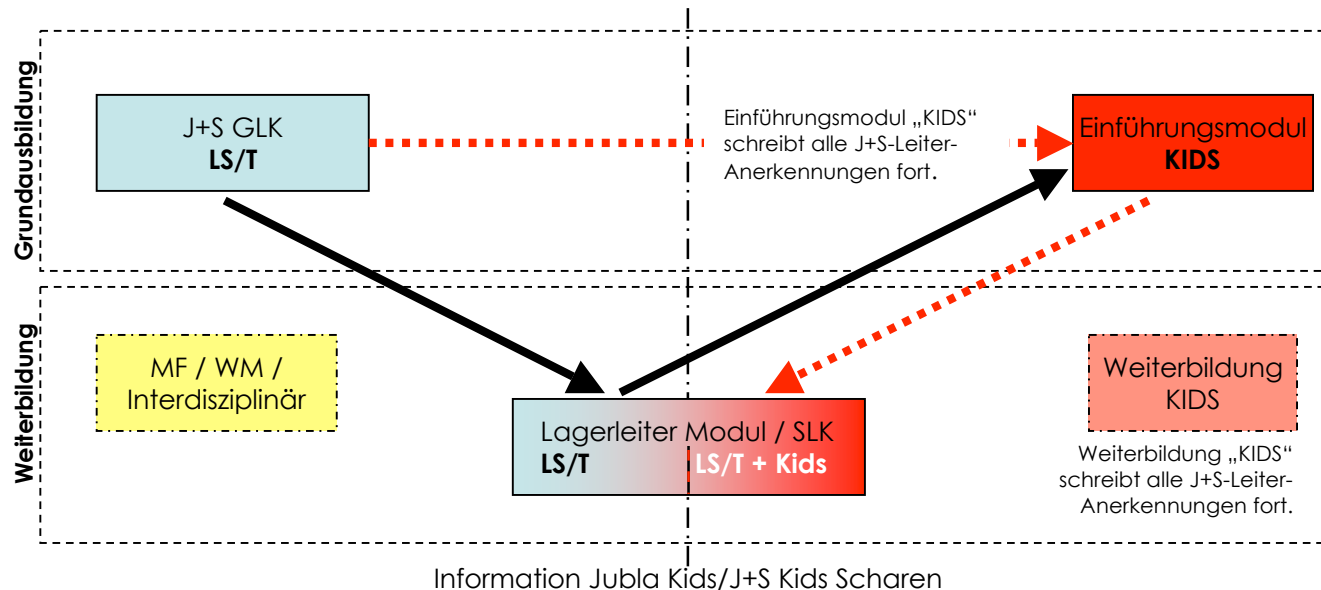 Grundausbildung
J+S GLK
LS/T
Einführungsmodul „KIDS“
schreibt alle J+S-Leiter-
Anerkennungen fort.
Einführungsmodul
KIDS
Weiterbildung
MF / WM /
Interdisziplinär
Lagerleiter Modul / SLK
LS/T LS/T + Kids
Weiterbildung
KIDS
Weiterbildung „KIDS“
schreibt alle J+S-Leiter-
Anerkennungen fort.
Information Jubla Kids/J+S Kids Scharen